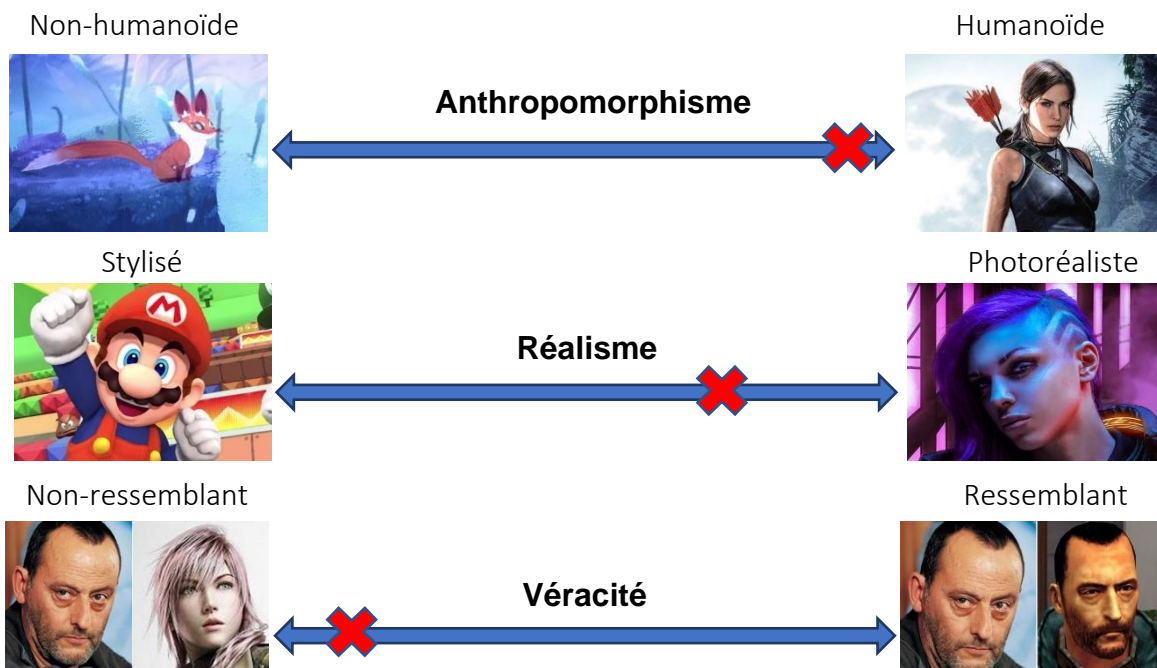 Non-humanoïde
Humanoïde
Anthropomorphisme
Stylisé
Photoréaliste
M
Réalisme
Non-ressemblant
Ressemblant
Véracité